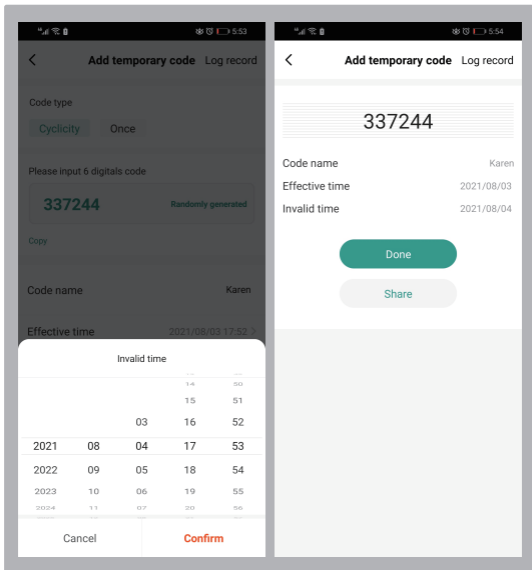 5:53
Add temporary code Log record
Code type
Cyclicity Once
Please input 6 digitals code
337244 Randomly generated
Copy
Code name Karen
Effective time 2021/08/03 17:52
Invalid time
14 50
15 51
03 16 52
2021 08 04 17 53
2022 09 05 18 54
2023 10 06 19 55
2024 11 07 20 56
Cancel Confirm
5:54
Add temporary code Log record
337244
Code name Karen
Effective time 2021/08/03
Invalid time 2021/08/04
Done
Share